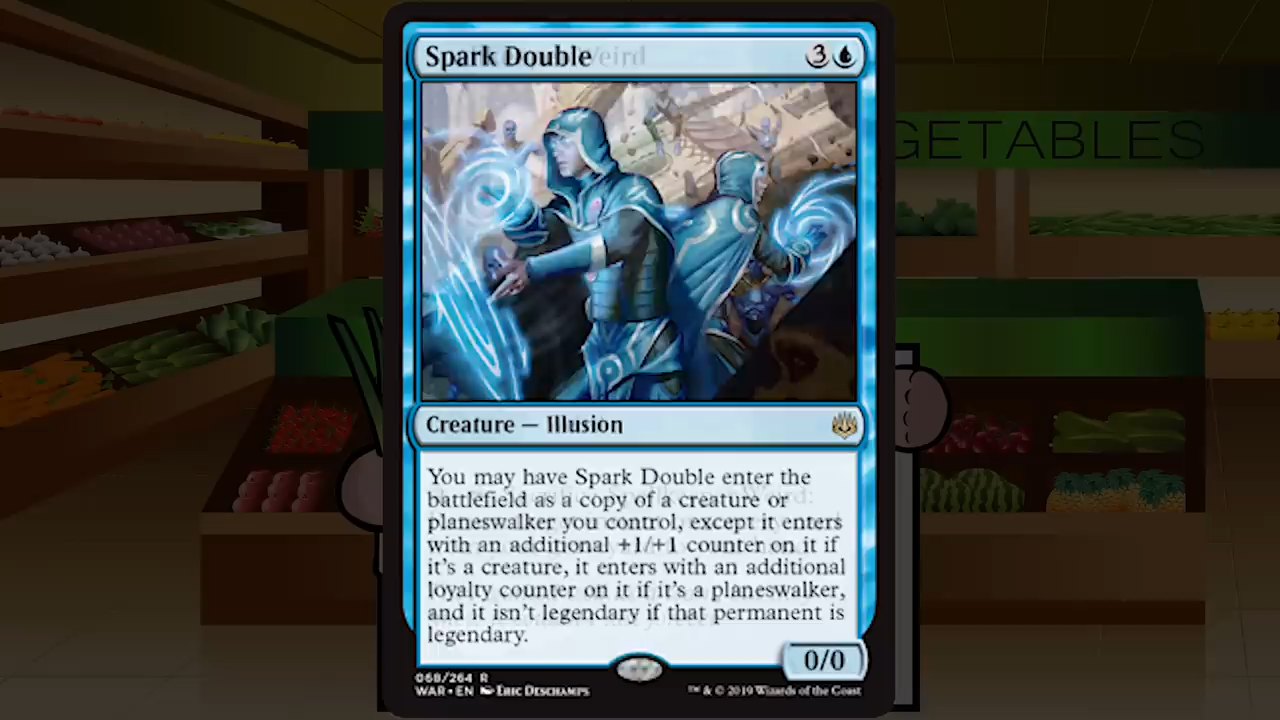 Spark Double
Weird
3
GETABLES
Creature — Illusion
You may have Spark Double enter the
battlefield as a copy of a creature or
planeswalker you control, except it enters
with an additional +1/+1 counter on it if
it's a creature, it enters with an additional
loyalty counter on it if it's a planeswalker,
and it isn't legendary if that permanent is
legendary.
0/0
068/264 R
WAR • EN Eric Deschamps
™ & © 2019 Wizards of the Coast